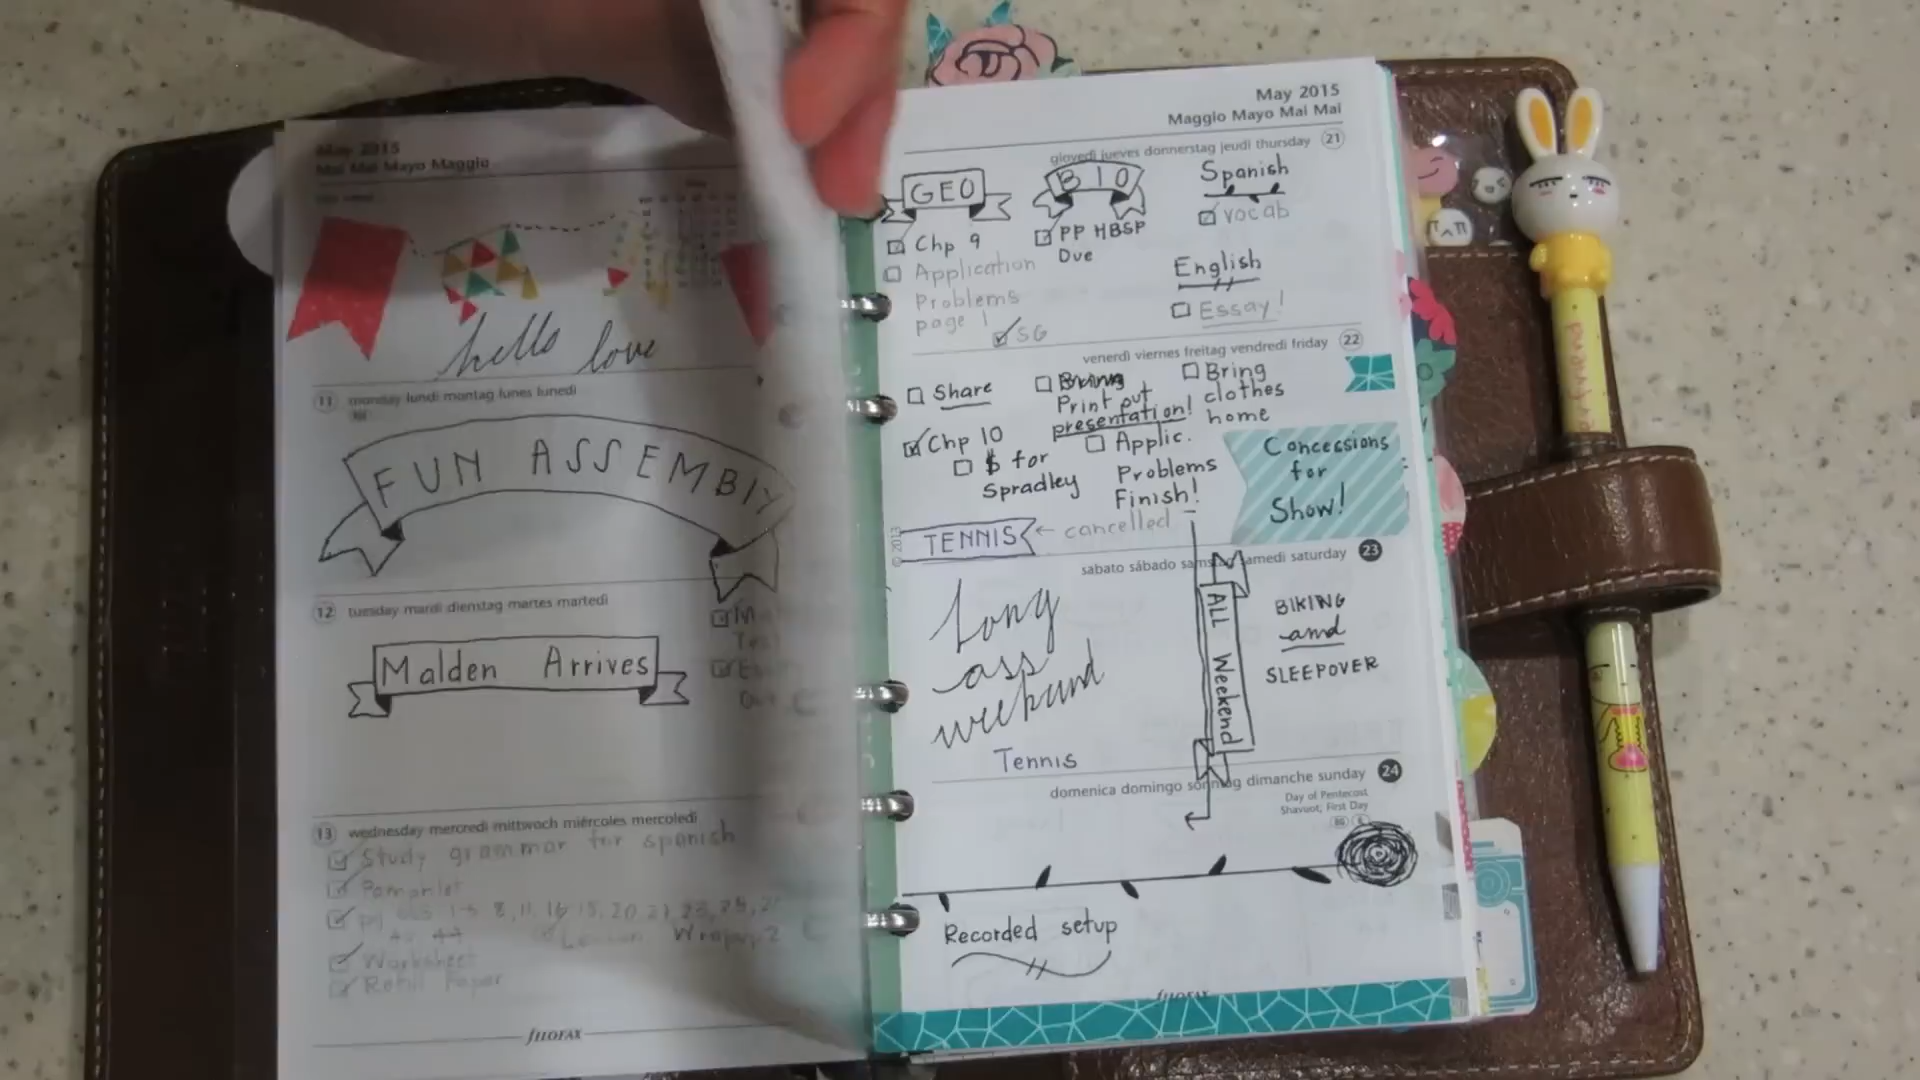 May 2015
Mai Mai Mayo Maggio
hello love
11 monday lundi montag lunes lunedì
FUN ASSEMBLY
12 tuesday mardi dienstag martes martedì
Malden Arrives
13 wednesday mercredi mittwoch miércoles mercoledì
Study grammar for spanish
Pamphlet
Worksheet
Refill Paper
filofax
May 2015
Maggio Mayo Mai Mai
giovedì jueves donnerstag jeudi thursday 21
GEO
Chp 9
Application
Problems
page 1
SG
BIO
PP HBSP
Due
Spanish
vocab
English
Essay!
venerdì viernes freitag vendredi friday 22
Share
Bring
Print out
presentation!
Bring
clothes
home
Chp 10
$ for
Spradley
Applic.
Problems
Finish!
Concessions
for
Show!
TENNIS ← cancelled
© 2013
sabato sábado samstag samedi saturday 23
Long
ass
weekend
Tennis
ALL Weekend
BIKING
and
SLEEPOVER
domenica domingo sonntag dimanche sunday 24
Day of Pentecost
Shavuot, First Day
Recorded setup
filofax